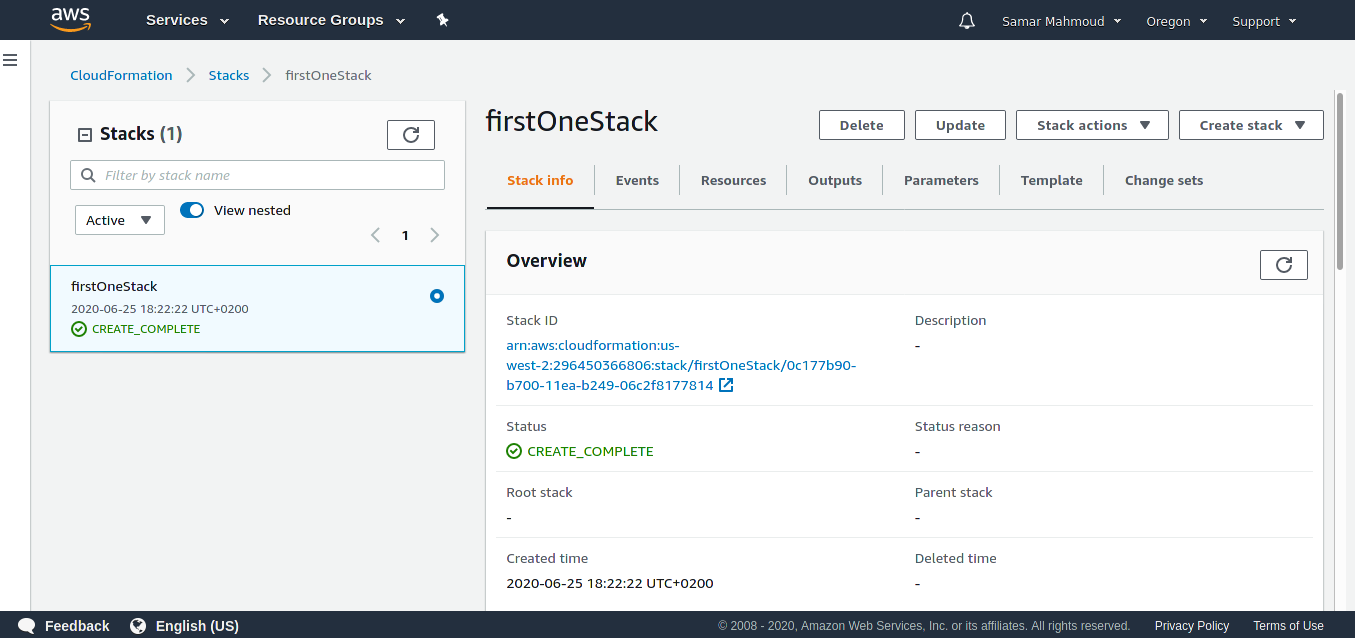 aws Services Resource Groups Samar Mahmoud Oregon Support
CloudFormation Stacks firstOneStack
Stacks (1)
Filter by stack name
Active View nested
1
firstOneStack
2020-06-25 18:22:22 UTC+0200
CREATE_COMPLETE
firstOneStack
Delete Update Stack actions Create stack
Stack info Events Resources Outputs Parameters Template Change sets
Overview
Stack ID
arn:aws:cloudformation:us-
west-2:296450366806:stack/firstOneStack/0c177b90-
b700-11ea-b249-06c2f8177814
Description
-
Status
CREATE_COMPLETE
Status reason
-
Root stack
-
Parent stack
-
Created time
2020-06-25 18:22:22 UTC+0200
Deleted time
-
Feedback English (US) © 2008 - 2020, Amazon Web Services, Inc. or its affiliates. All rights reserved. Privacy Policy Terms of Use